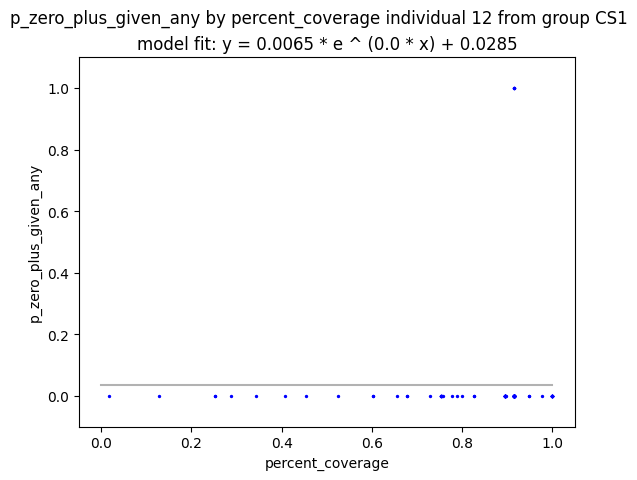 p_zero_plus_given_any by percent_coverage individual 12 from group CS1
model fit: y = 0.0065 * e ^ (0.0 * x) + 0.0285
1.0
0.8
0.6
0.4
0.2
0.0
p_zero_plus_given_any
0.0 0.2 0.4 0.6 0.8 1.0
percent_coverage